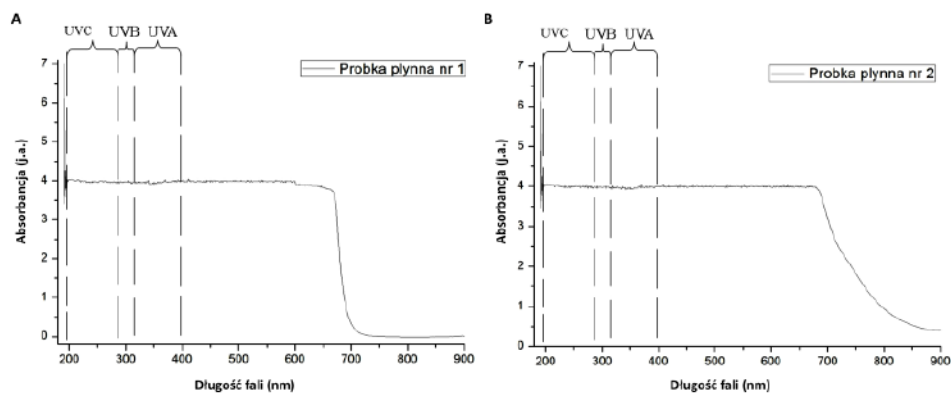 A
UVC UVB UVA
Probka plynna nr 1
7
6
5
4
3
2
1
0
Absorbancja (j.a.)
200 300 400 500 600 700 800 900
Długość fali (nm)
B
UVC UVB UVA
Probka plynna nr 2
7
6
5
4
3
2
1
0
Absorbancja (j.a.)
200 300 400 500 600 700 800 900
Długość fali (nm)